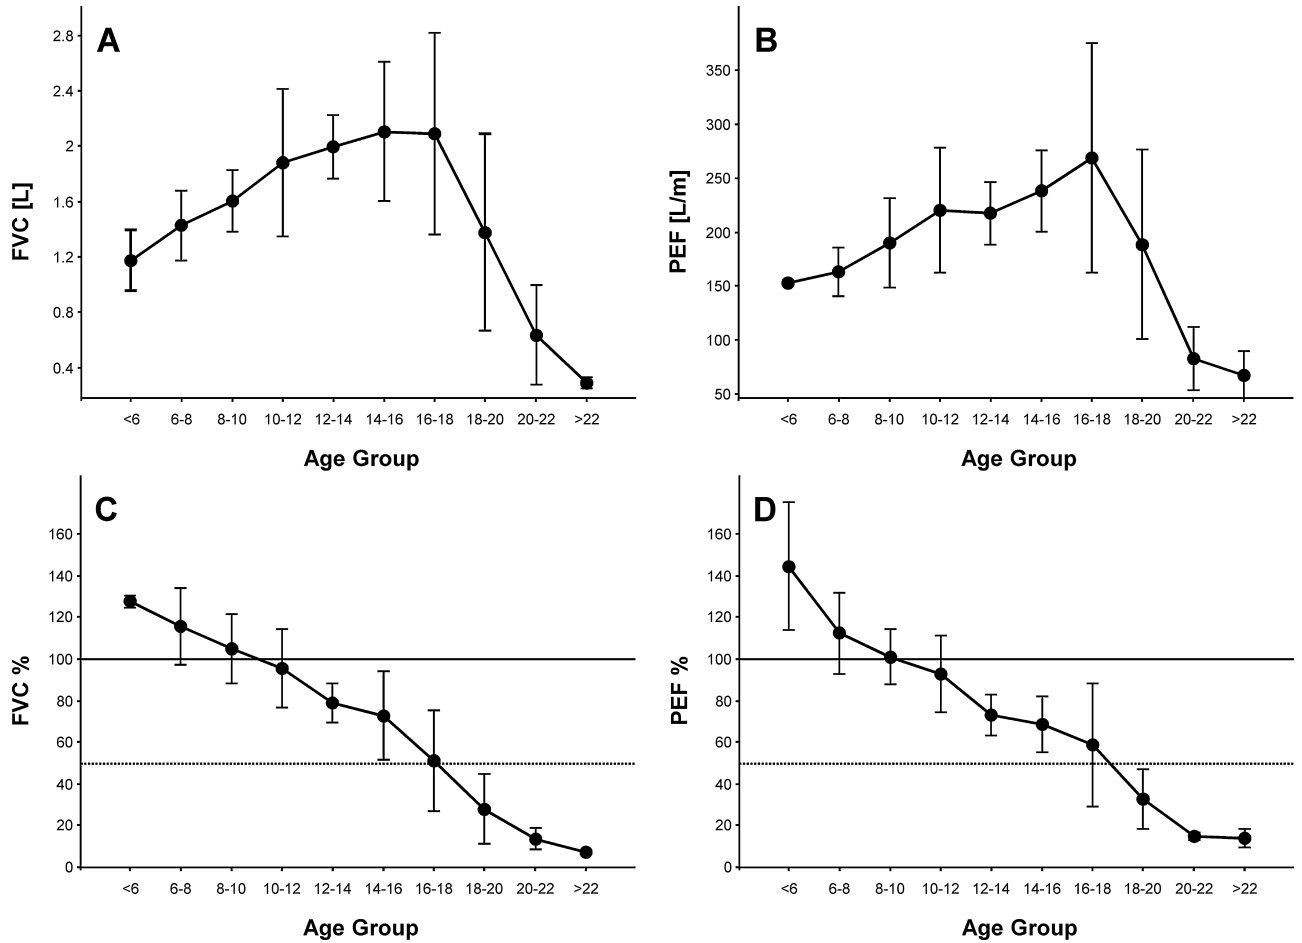 A
FVC [L]
2.8
2.4
2
1.6
1.2
0.8
0.4
<6 6-8 8-10 10-12 12-14 14-16 16-18 18-20 20-22 >22
Age Group
B
PEF [L/m]
350
300
250
200
150
100
50
<6 6-8 8-10 10-12 12-14 14-16 16-18 18-20 20-22 >22
Age Group
C
FVC %
160
140
120
100
80
60
40
20
0
<6 6-8 8-10 10-12 12-14 14-16 16-18 18-20 20-22 >22
Age Group
D
PEF %
160
140
120
100
80
60
40
20
0
<6 6-8 8-10 10-12 12-14 14-16 16-18 18-20 20-22 >22
Age Group